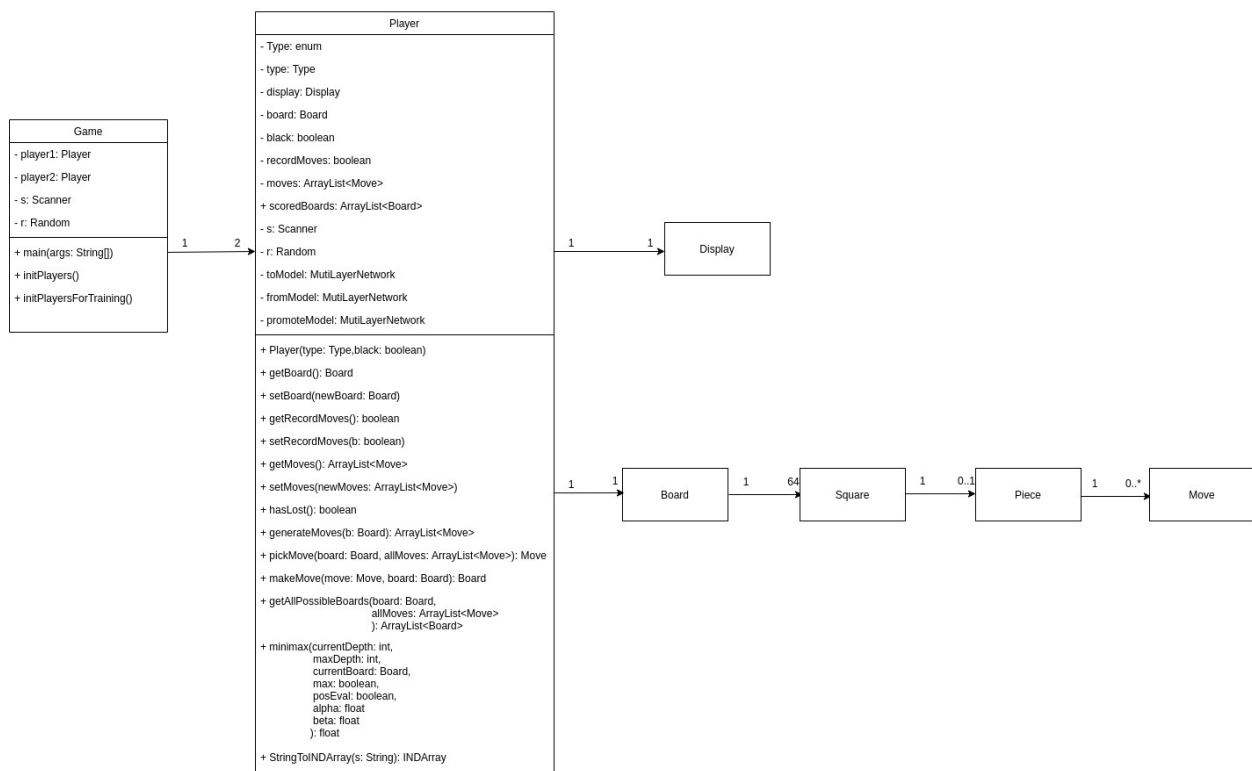 Game
- player1: Player
- player2: Player
- s: Scanner
- r: Random
+ main(args: String[])
+ initPlayers()
+ initPlayersForTraining()
1
2
Player
- Type: enum
- type: Type
- display: Display
- board: Board
- black: boolean
- recordMoves: boolean
- moves: ArrayList<Move>
+ scoredBoards: ArrayList<Board>
- s: Scanner
- r: Random
- toModel: MutiLayerNetwork
- fromModel: MutiLayerNetwork
- promoteModel: MutiLayerNetwork
+ Player(type: Type,black: boolean)
+ getBoard(): Board
+ setBoard(newBoard: Board)
+ getRecordMoves(): boolean
+ setRecordMoves(b: boolean)
+ getMoves(): ArrayList<Move>
+ setMoves(newMoves: ArrayList<Move>)
+ hasLost(): boolean
+ generateMoves(b: Board): ArrayList<Move>
+ pickMove(board: Board, allMoves: ArrayList<Move>): Move
+ makeMove(move: Move, board: Board): Board
+ getAllPossibleBoards(board: Board,
allMoves: ArrayList<Move>
): ArrayList<Board>
+ minimax(currentDepth: int,
maxDepth: int,
currentBoard: Board,
max: boolean,
posEval: boolean,
alpha: float
beta: float
): float
+ StringToINDArray(s: String): INDArray
1
1
Display
1
1
Board
1
64
Square
1
0..1
Piece
1
0..*
Move